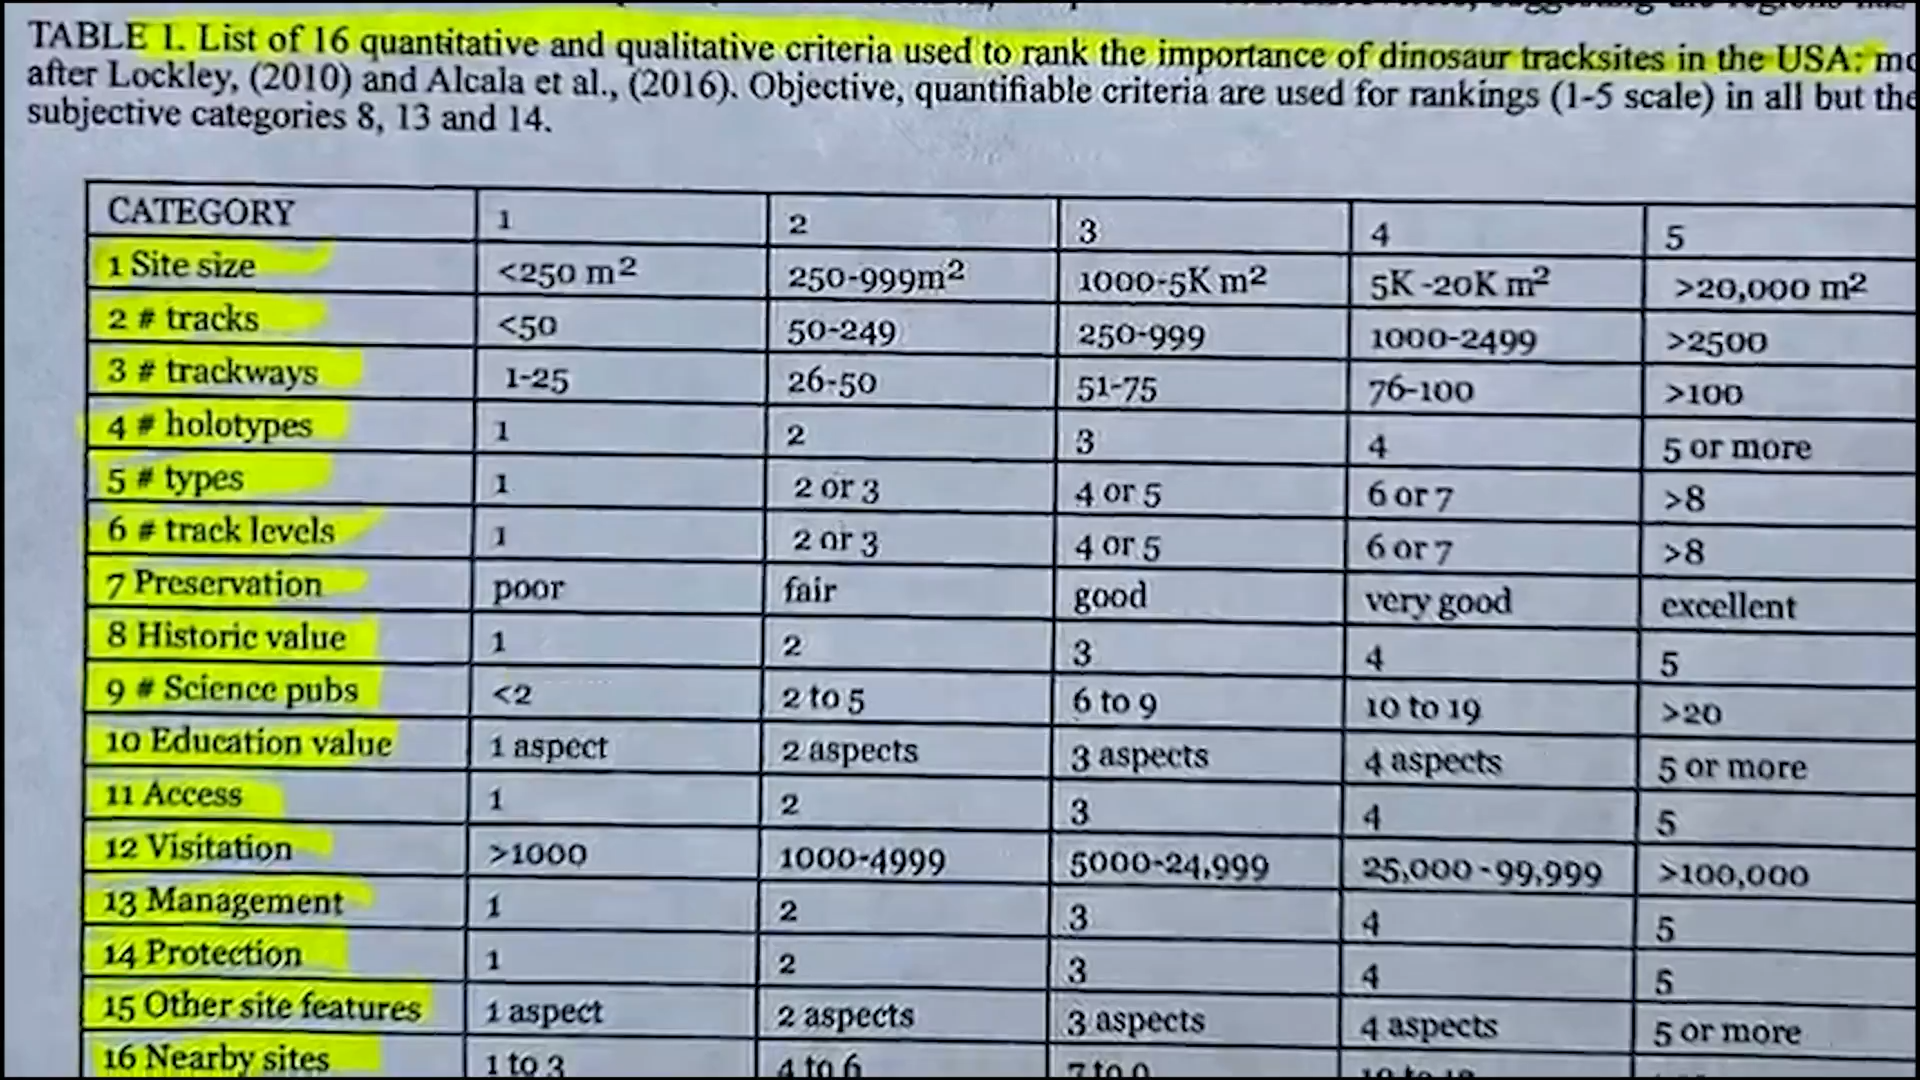 TABLE 1. List of 16 quantitative and qualitative criteria used to rank the importance of dinosaur tracksites in the USA: mo
after Lockley, (2010) and Alcala et al., (2016). Objective, quantifiable criteria are used for rankings (1-5 scale) in all but the
subjective categories 8, 13 and 14.
CATEGORY 1 2 3 4 5
1 Site size <250 m² 250-999m² 1000-5K m² 5K -20K m² >20,000 m²
2 # tracks <50 50-249 250-999 1000-2499 >2500
3 # trackways 1-25 26-50 51-75 76-100 >100
4 # holotypes 1 2 3 4 5 or more
5 # types 1 2 or 3 4 or 5 6 or 7 >8
6 # track levels 1 2 or 3 4 or 5 6 or 7 >8
7 Preservation poor fair good very good excellent
8 Historic value 1 2 3 4 5
9 # Science pubs <2 2 to 5 6 to 9 10 to 19 >20
10 Education value 1 aspect 2 aspects 3 aspects 4 aspects 5 or more
11 Access 1 2 3 4 5
12 Visitation >1000 1000-4999 5000-24,999 25,000 -99,999 >100,000
13 Management 1 2 3 4 5
14 Protection 1 2 3 4 5
15 Other site features 1 aspect 2 aspects 3 aspects 4 aspects 5 or more
16 Nearby sites 1 to 3 4 to 6 7 to 9